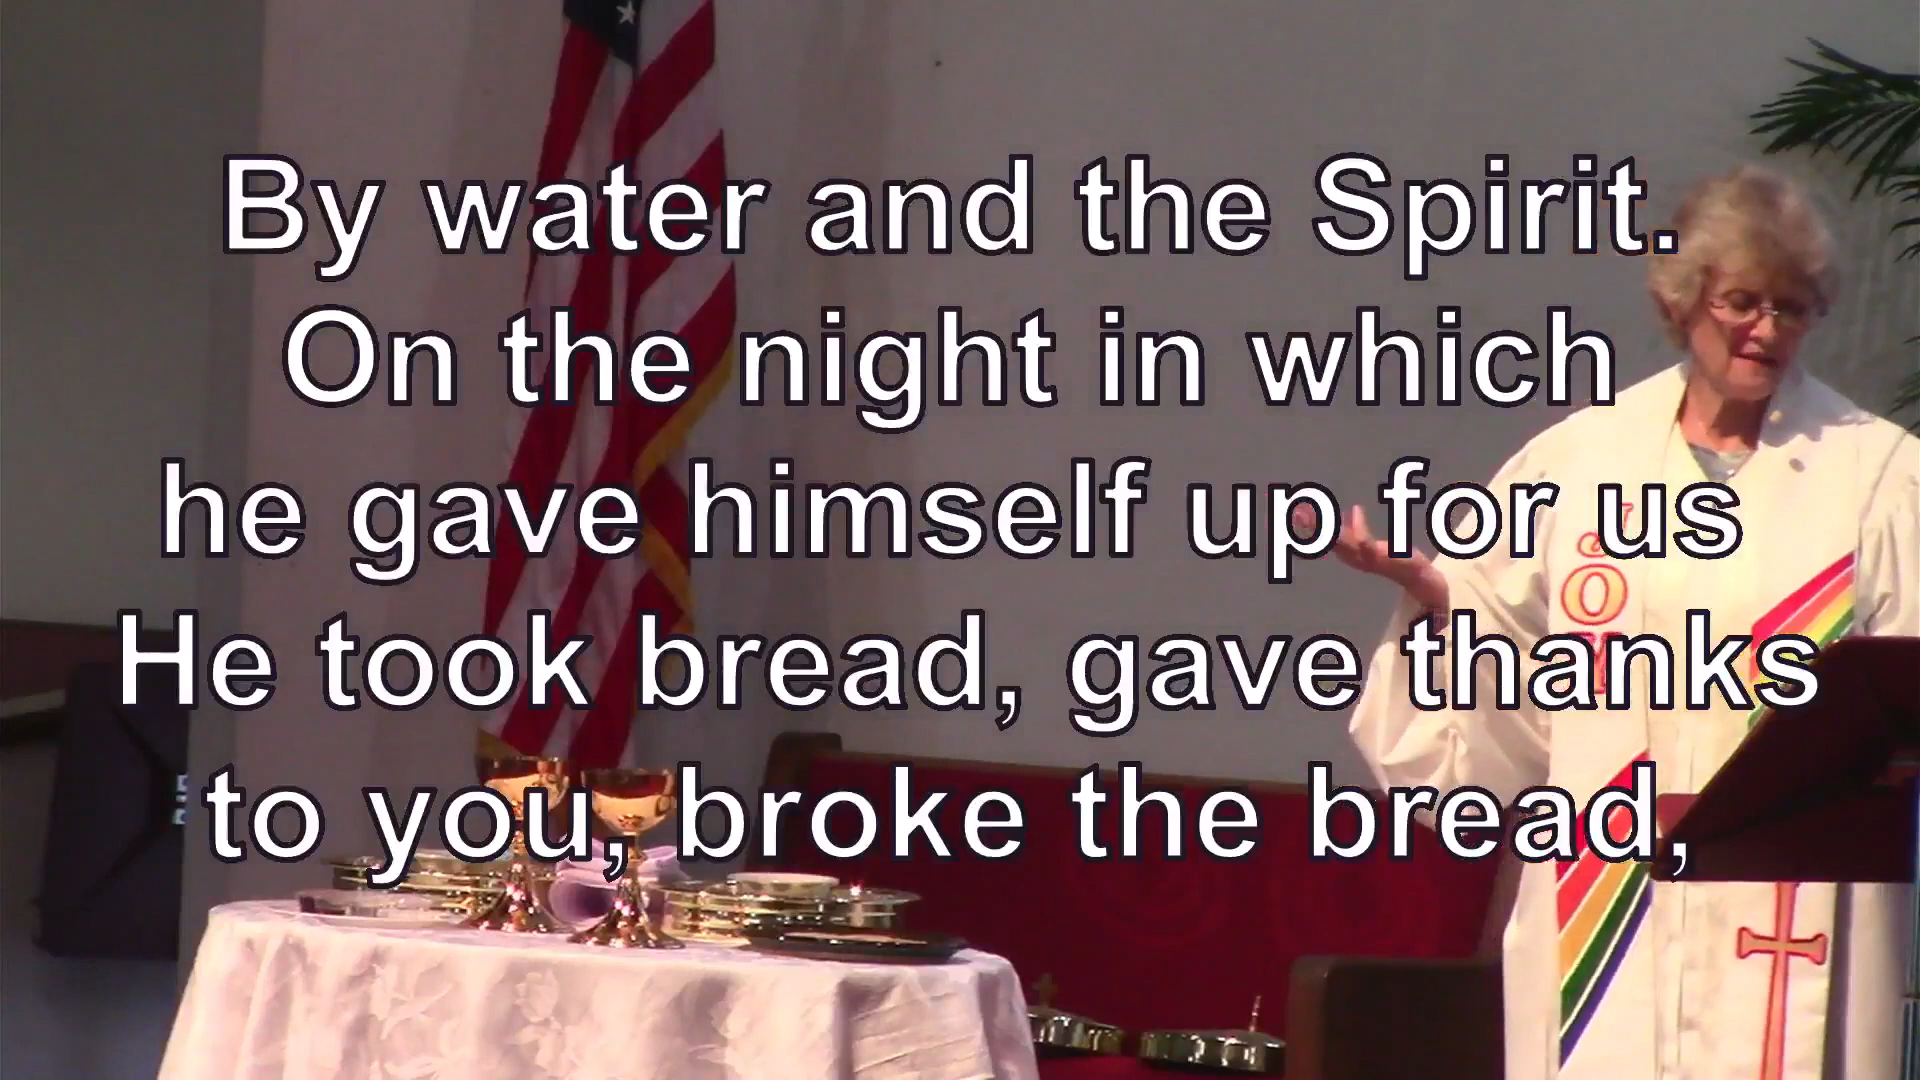 By water and the Spirit.
On the night in which
he gave himself up for us
He took bread, gave thanks
to you, broke the bread,